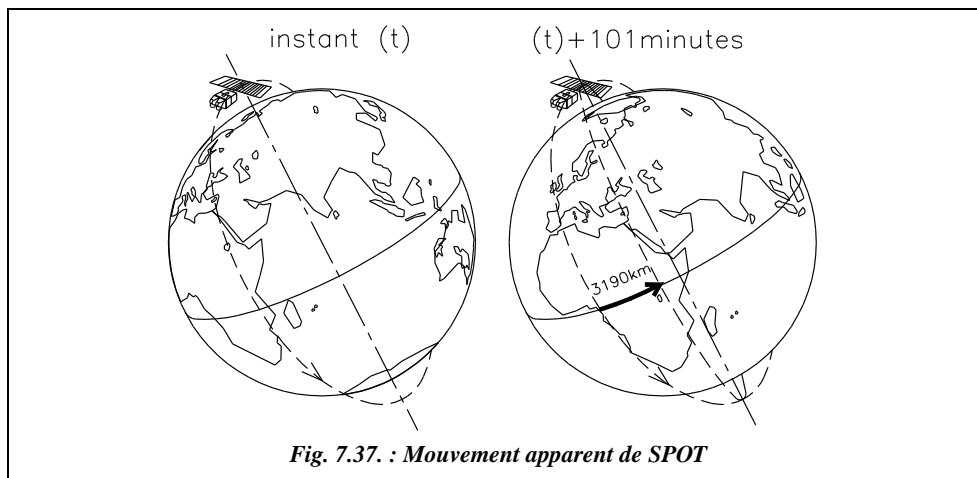 instant (t)
(t)+101minutes
3190km
Fig. 7.37. : Mouvement apparent de SPOT